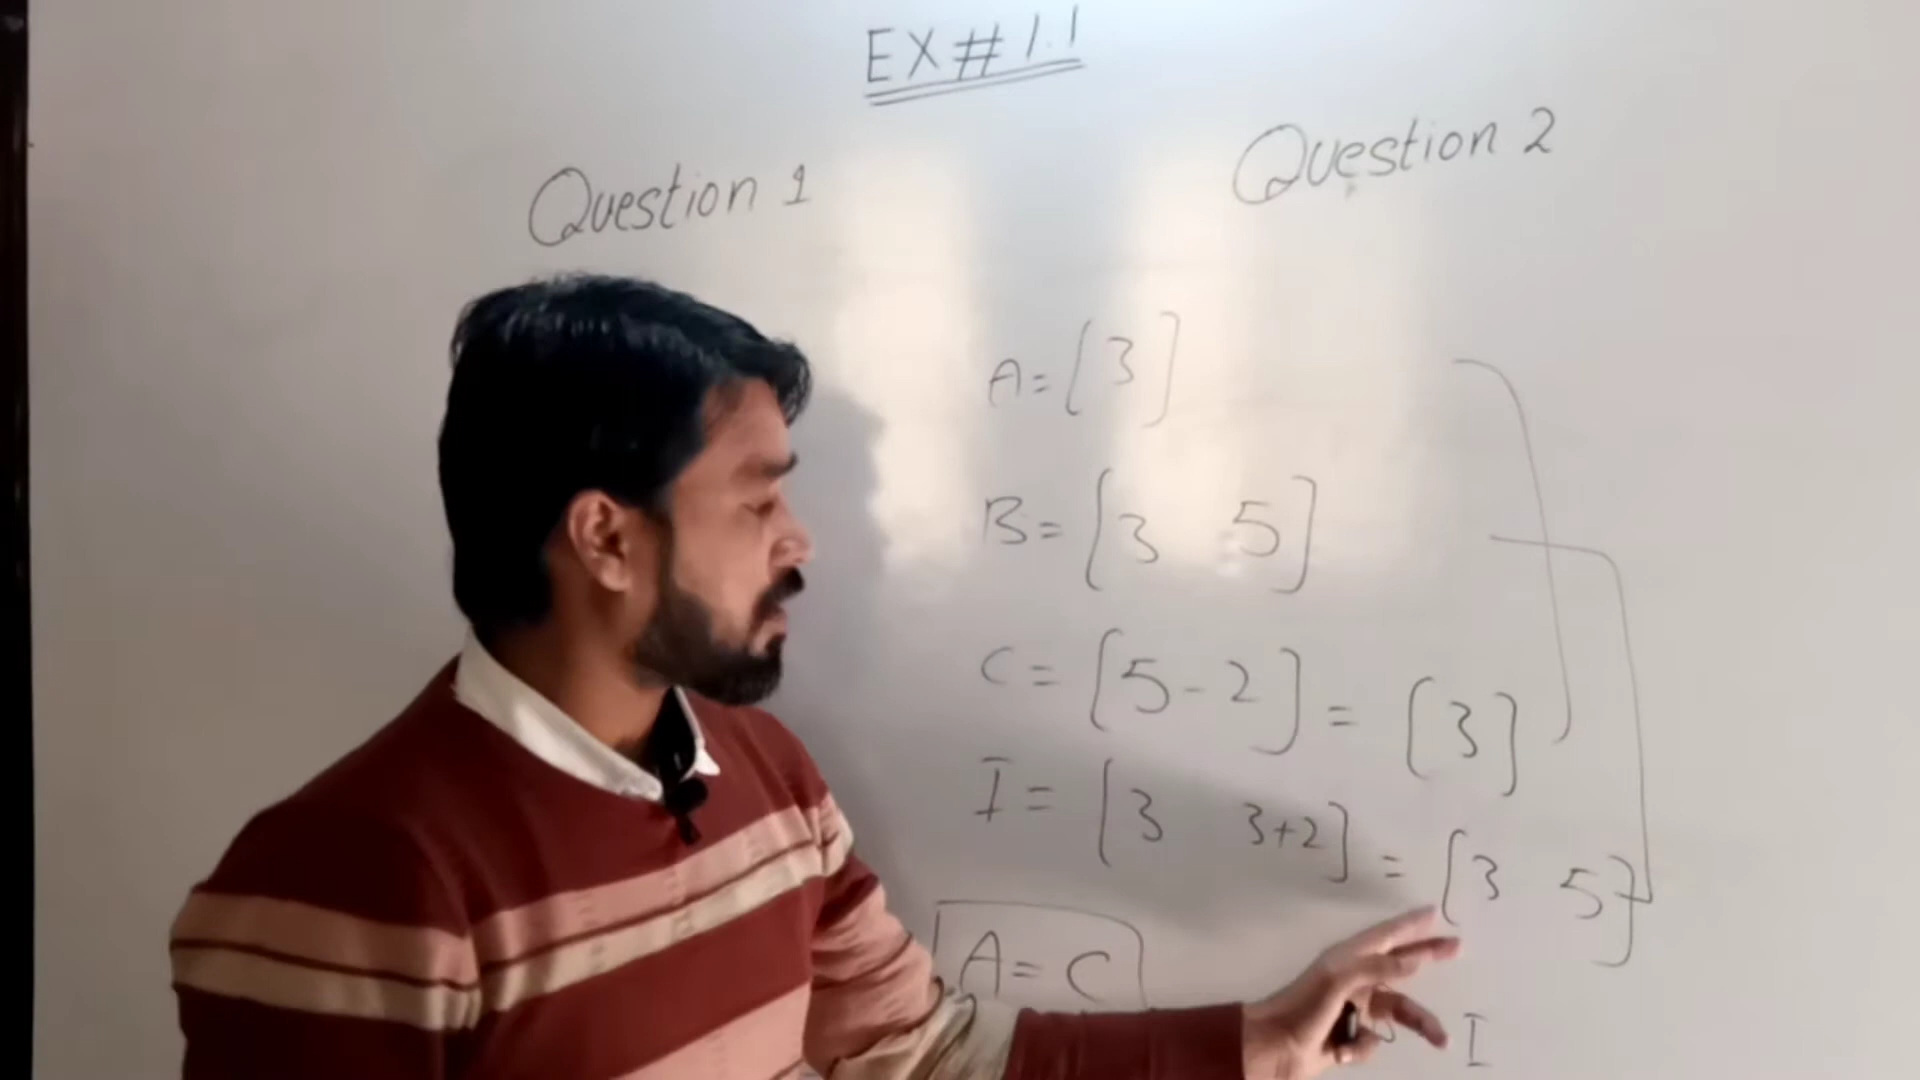 EX # 1.1
Question 1
Question 2
A = [3]
B = [3 5]
C = [5-2] = [3]
I = [3 3+2] = [3 5]
A = C
I